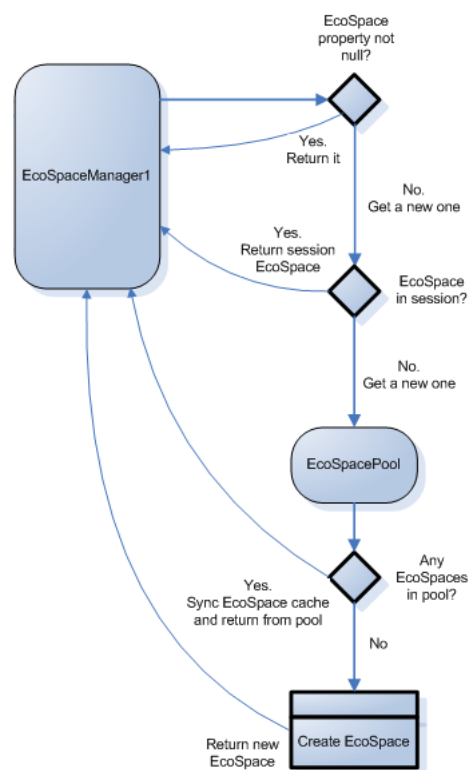 EcoSpace
property not
null?
EcoSpaceManager1
Yes.
Return it
No.
Get a new one
Yes.
Return session
EcoSpace
EcoSpace
in session?
No.
Get a new one
EcoSpacePool
Any
EcoSpaces
in pool?
Yes.
Sync EcoSpace cache
and return from pool
No
Create EcoSpace
Return new
EcoSpace